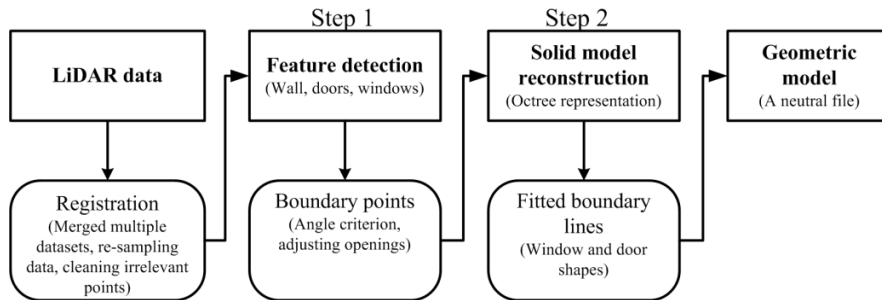 Step 1
Step 2
LiDAR data
Feature detection
(Wall, doors, windows)
Solid model
reconstruction
(Octree representation)
Geometric
model
(A neutral file)
Registration
(Merged multiple
datasets, re-sampling
data, cleaning irrelevant
points)
Boundary points
(Angle criterion,
adjusting openings)
Fitted boundary
lines
(Window and door
shapes)